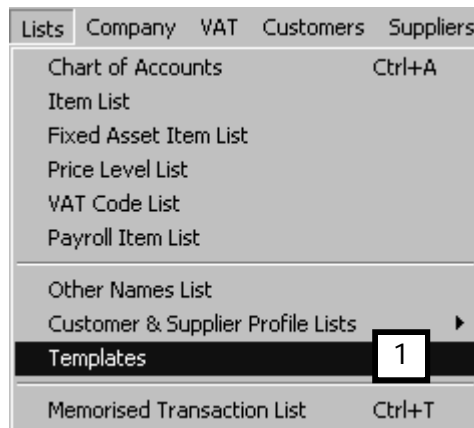 Lists Company VAT Customers Suppliers
Chart of Accounts Ctrl+A
Item List
Fixed Asset Item List
Price Level List
VAT Code List
Payroll Item List
Other Names List
Customer & Supplier Profile Lists
Templates 1
Memorised Transaction List Ctrl+T